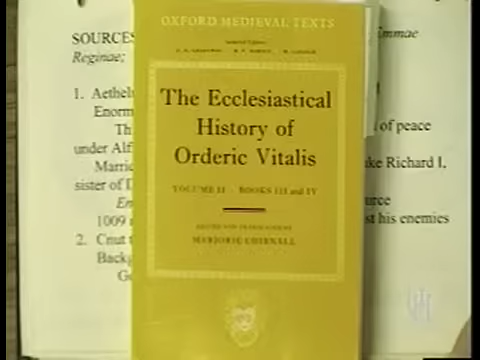 OXFORD MEDIEVAL TEXTS
The Ecclesiastical
History of
Orderic Vitalis
VOLUME II BOOKS III and IV
EDITED AND TRANSLATED BY
MARJORIE CHIBNALL
SOURCES
Reginae;
1. Aethel
Enorm
Th
under Alf
Marri
sister of D
Em
1009
2. Cnut
Back
G
Emmae
of peace
ke Richard I,
urce
st his enemies